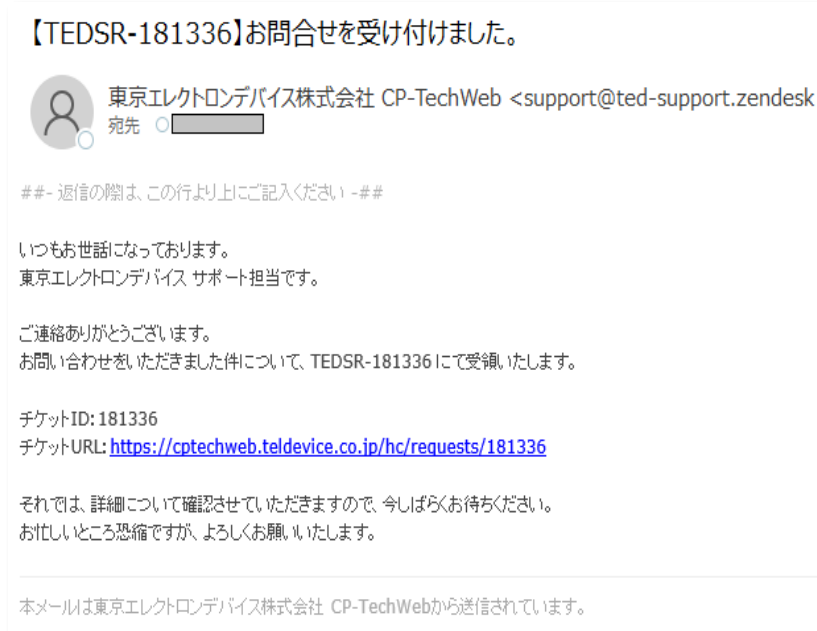 【TEDSR-181336】お問合せを受け付けました。
東京エレクトロンデバイス株式会社 CP-TechWeb <support@ted-support.zendesk
宛先
##- 返信の際は、この行より上にご記入ください -##
いつもお世話になっております。
東京エレクトロンデバイス サポート担当です。
ご連絡ありがとうございます。
お問い合わせをいただきました件について、TEDSR-181336 にて受領いたします。
チケットID: 181336
チケットURL: https://cptechweb.teldevice.co.jp/hc/requests/181336
それでは、詳細について確認させていただきますので、今しばらくお待ちください。
お忙しいところ恐縮ですが、よろしくお願いいたします。
本メールは東京エレクトロンデバイス株式会社 CP-TechWebから送信されています。